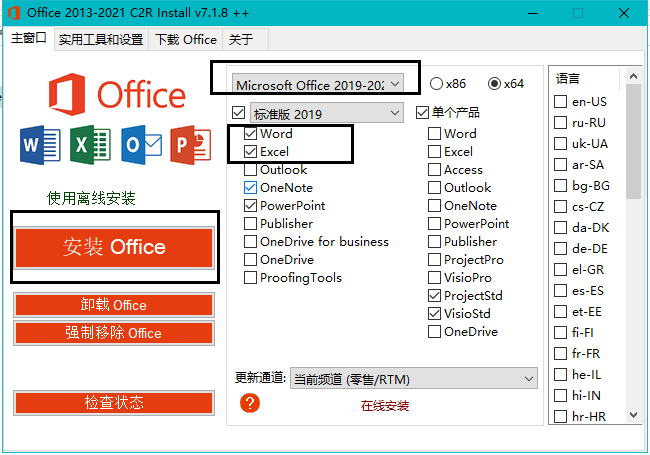 Office 2013-2021 C2R Install v7.1.8 ++
主窗口
实用工具和设置
下载 Office
关于
Office
使用离线安装
安装 Office
卸载 Office
强制移除 Office
检查状态
Microsoft Office 2019-202
x86
x64
标准版 2019
Word
Excel
Outlook
OneNote
PowerPoint
Publisher
OneDrive for business
OneDrive
ProofingTools
单个产品
Word
Excel
Access
Outlook
OneNote
PowerPoint
Publisher
ProjectPro
VisioPro
ProjectStd
VisioStd
OneDrive
更新通道:
当前频道 (零售/RTM)
?
在线安装
语言
en-US
ru-RU
uk-UA
ar-SA
bg-BG
cs-CZ
da-DK
de-DE
el-GR
es-ES
et-EE
fi-FI
fr-FR
he-IL
hi-IN
hr-HR